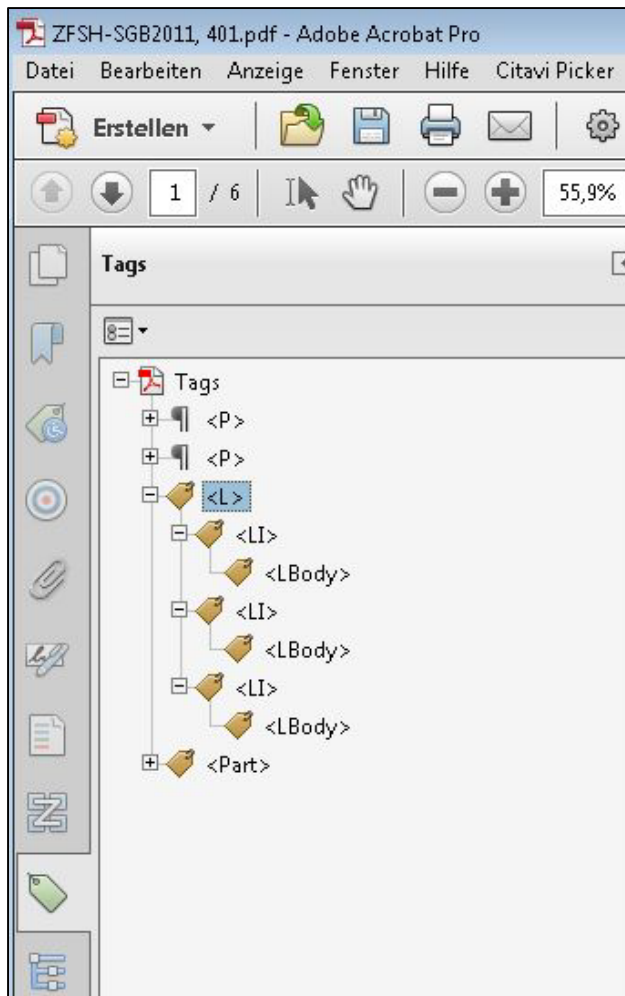 ZFSH-SGB2011, 401.pdf - Adobe Acrobat Pro
Datei Bearbeiten Anzeige Fenster Hilfe Citavi Picker
Erstellen
1 / 6 55,9%
Tags
Tags
<P>
<P>
<L>
<LI>
<LBody>
<LI>
<LBody>
<LI>
<LBody>
<Part>